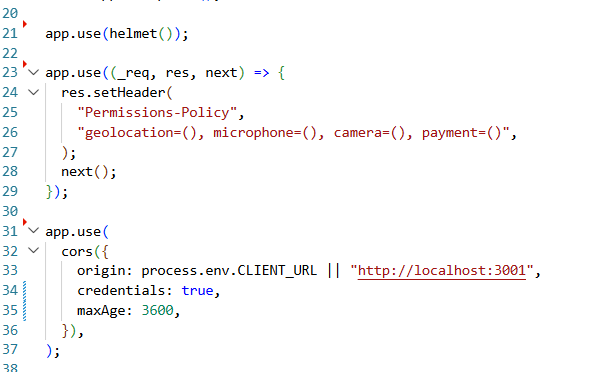 20
21 app.use(helmet());
22
23 app.use((_req, res, next) => {
24 res.setHeader(
25 "Permissions-Policy",
26 "geolocation=(), microphone=(), camera=(), payment=()",
27 );
28 next();
29 });
30
31 app.use(
32 cors({
33 origin: process.env.CLIENT_URL || "http://localhost:3001",
34 credentials: true,
35 maxAge: 3600,
36 }),
37 );
38